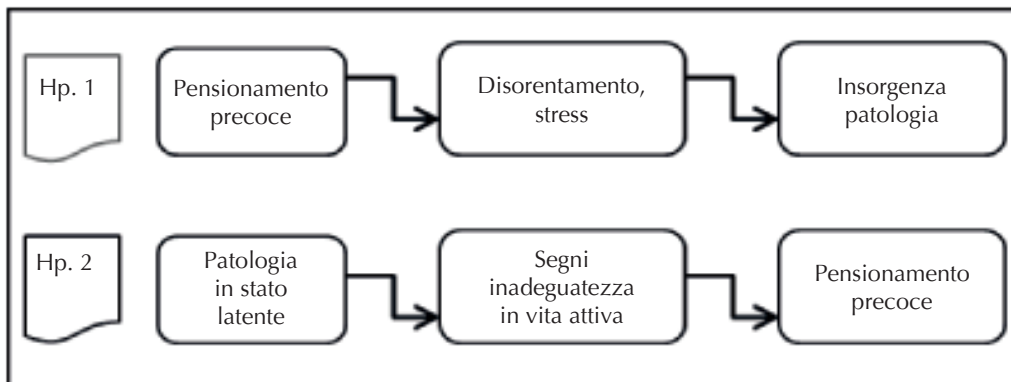 Hp. 1
Pensionamento
precoce
Disorentamento,
stress
Insorgenza
patologia
Hp. 2
Patologia
in stato
latente
Segni
inadeguatezza
in vita attiva
Pensionamento
precoce